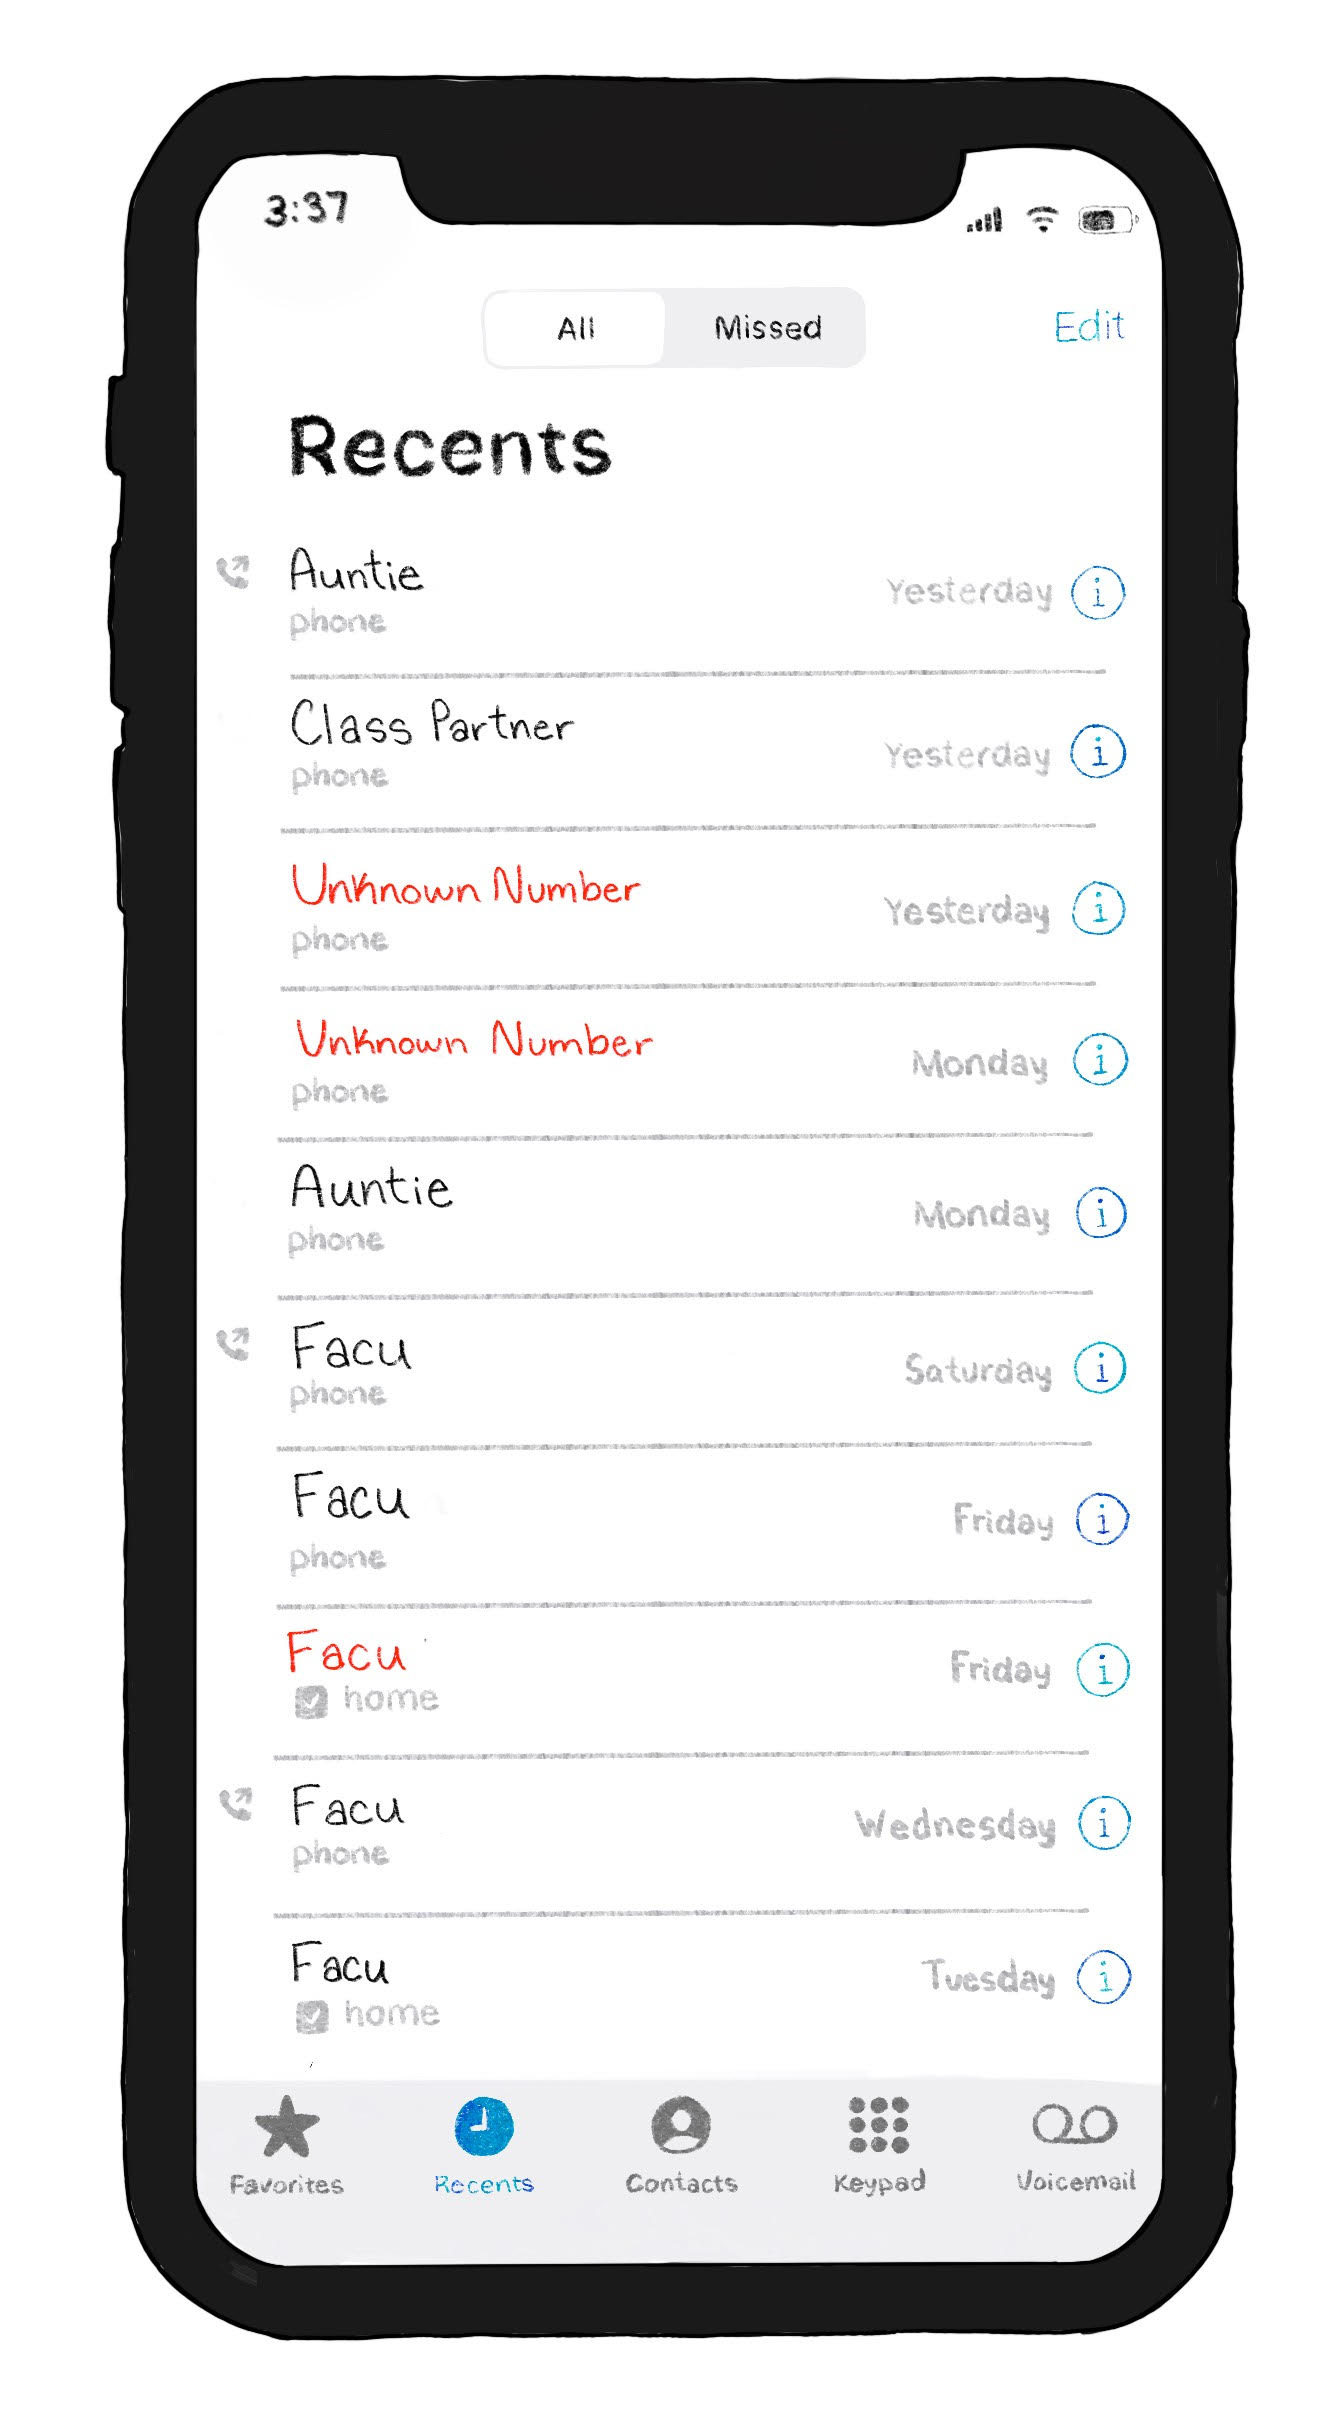 3:37
All Missed Edit
Recents
Auntie
phone
Yesterday i
Class Partner
phone
Yesterday i
Unknown Number
phone
Yesterday i
Unknown Number
phone
Monday i
Auntie
phone
Monday i
Facu
phone
Saturday i
Facu
phone
Friday i
Facu
home
Friday i
Facu
phone
Wednesday i
Facu
home
Tuesday i
Favorites Recents Contacts Keypad Voicemail